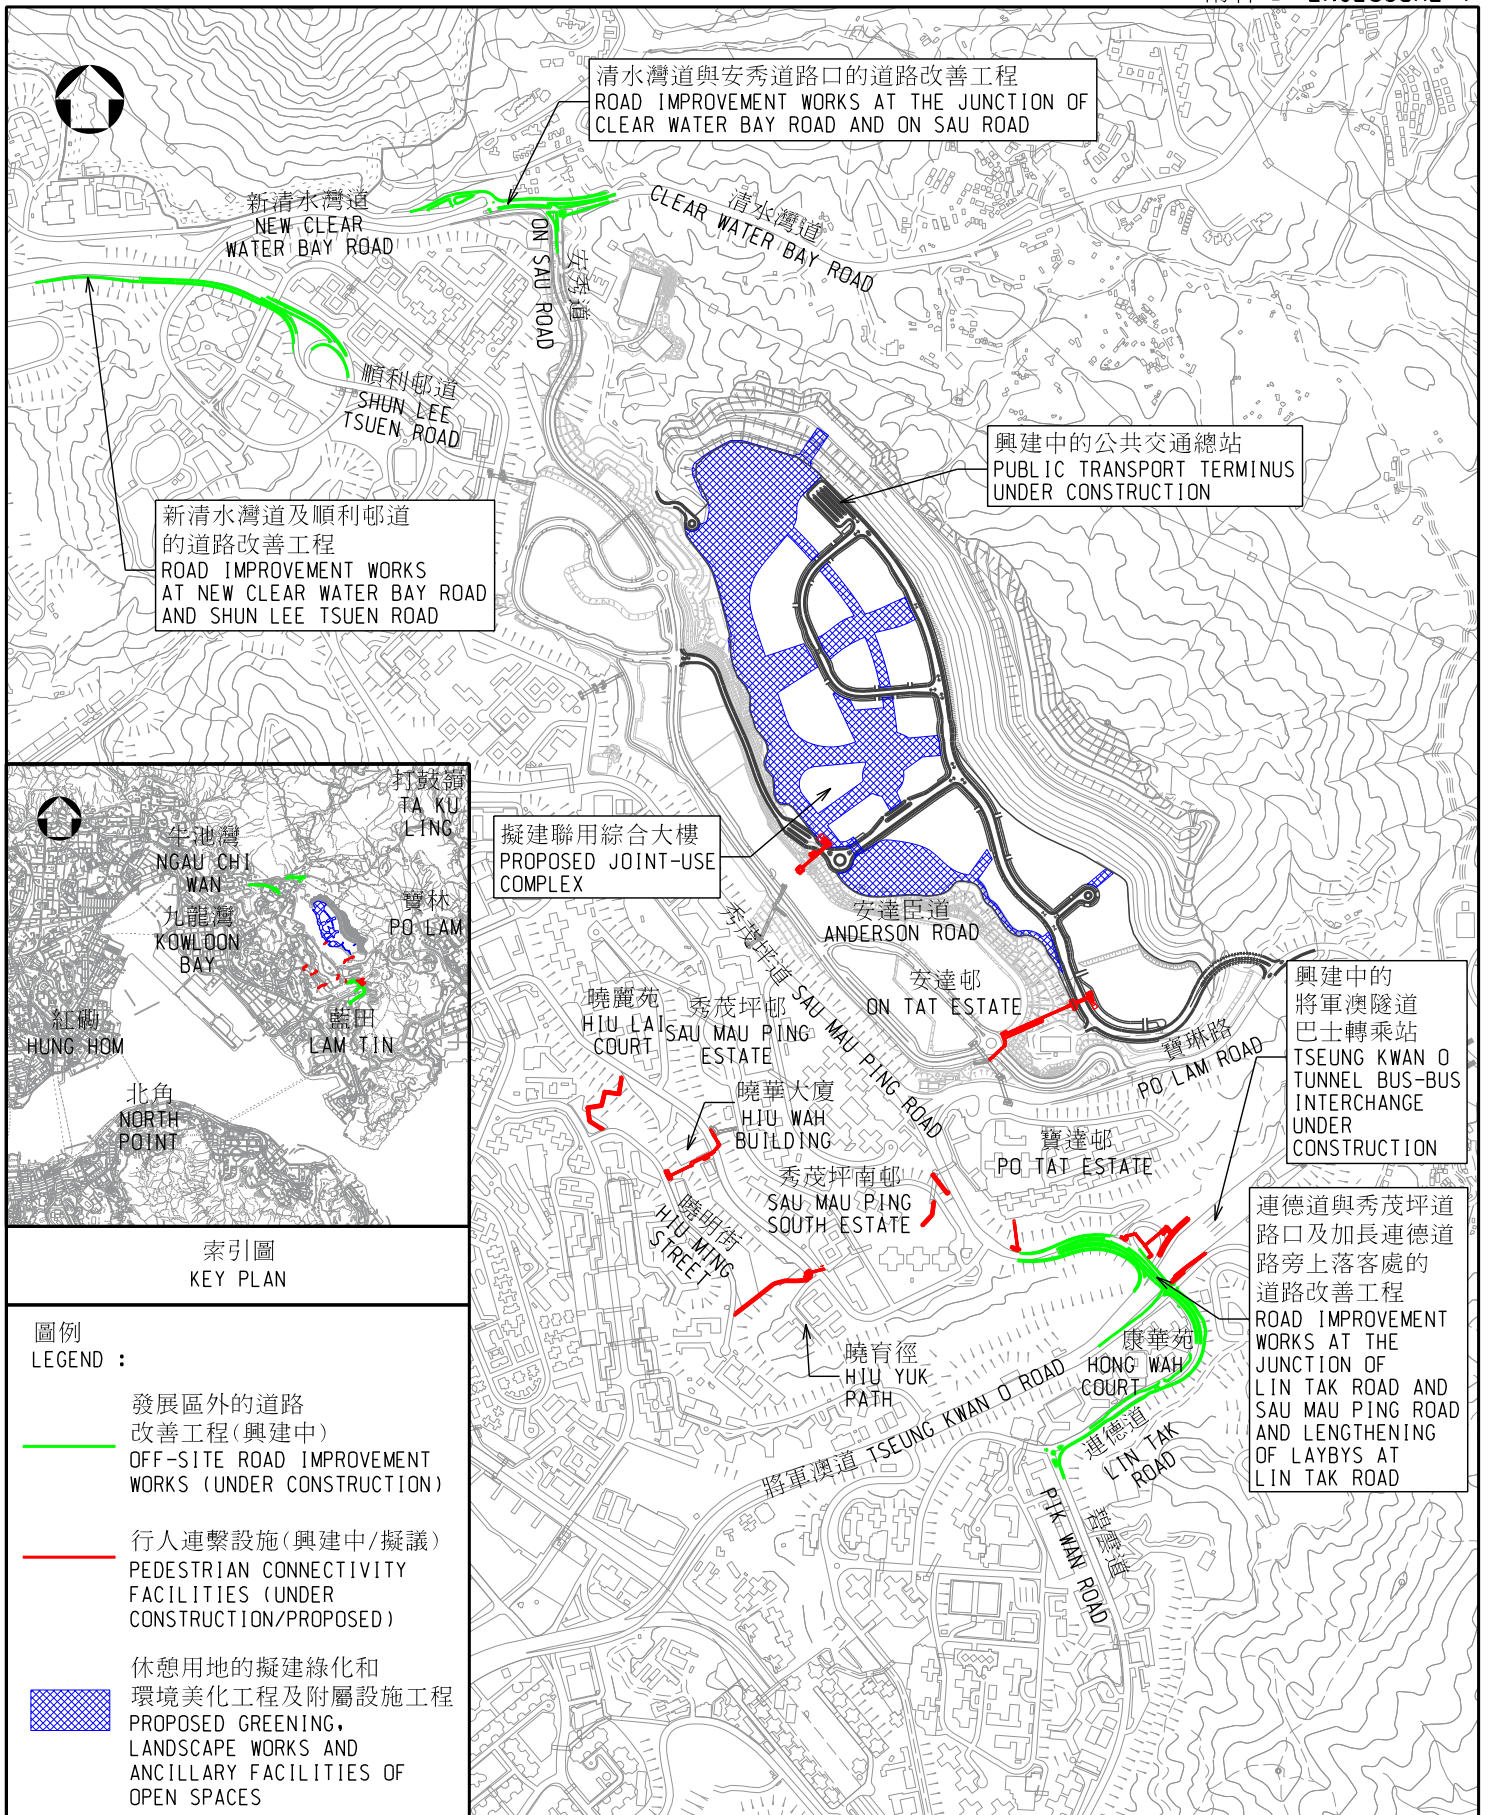 清水灣道與安秀道路口的道路改善工程
ROAD IMPROVEMENT WORKS AT THE JUNCTION OF
CLEAR WATER BAY ROAD AND ON SAU ROAD
新清水灣道
NEW CLEAR
WATER BAY ROAD
清水灣道
CLEAR WATER BAY ROAD
安秀道
ON SAU ROAD
順利邨道
SHUN LEE
TSUEN ROAD
興建中的公共交通總站
PUBLIC TRANSPORT TERMINUS
UNDER CONSTRUCTION
新清水灣道及順利邨道
的道路改善工程
ROAD IMPROVEMENT WORKS
AT NEW CLEAR WATER BAY ROAD
AND SHUN LEE TSUEN ROAD
擬建聯用綜合大樓
PROPOSED JOINT-USE
COMPLEX
打鼓嶺
TA KU
LING
牛池灣
NGAU CHI
WAN
寶林
PO LAM
九龍灣
KOWLOON
BAY
紅磡
HUNG HOM
藍田
LAM TIN
北角
NORTH
POINT
索引圖
KEY PLAN
安達臣道
ANDERSON ROAD
安達邨
ON TAT ESTATE
秀茂坪道 SAU MAU PING ROAD
曉麗苑
HIU LAI
COURT
秀茂坪邨
SAU MAU PING
ESTATE
曉華大廈
HIU WAH
BUILDING
寶琳路
PO LAM ROAD
興建中的
將軍澳隧道
巴士轉乘站
TSEUNG KWAN O
TUNNEL BUS-BUS
INTERCHANGE
UNDER
CONSTRUCTION
寶達邨
PO TAT ESTATE
秀茂坪南邨
SAU MAU PING
SOUTH ESTATE
曉明街
HIU MING
STREET
連德道與秀茂坪道
路口及加長連德道
路旁上落客處的
道路改善工程
ROAD IMPROVEMENT
WORKS AT THE
JUNCTION OF
LIN TAK ROAD AND
SAU MAU PING ROAD
AND LENGTHENING
OF LAYBYS AT
LIN TAK ROAD
曉育徑
HIU YUK
PATH
康華苑
HONG WAH
COURT
將軍澳道 TSEUNG KWAN O ROAD
連德道
LIN TAK
ROAD
碧雲道
PIK WAN ROAD
圖例
LEGEND :
發展區外的道路
改善工程(興建中)
OFF-SITE ROAD IMPROVEMENT
WORKS (UNDER CONSTRUCTION)
行人連繫設施(興建中/擬議)
PEDESTRIAN CONNECTIVITY
FACILITIES (UNDER
CONSTRUCTION/PROPOSED)
休憩用地的擬建綠化和
環境美化工程及附屬設施工程
PROPOSED GREENING,
LANDSCAPE WORKS AND
ANCILLARY FACILITIES OF
OPEN SPACES